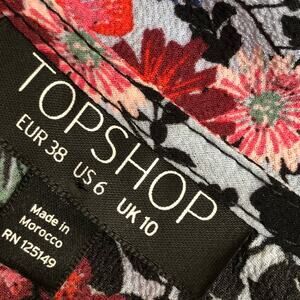 TOPSHOP
EUR 38 US 6 UK 10
Made in
Morocco
RN 125149